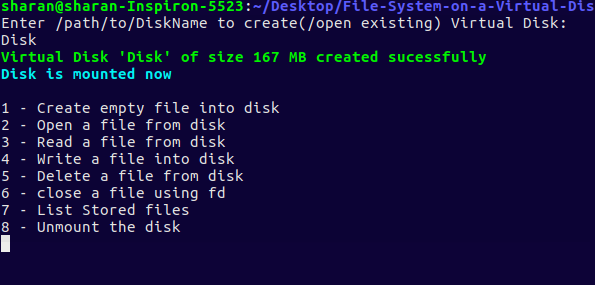 sharan@sharan-Inspiron-5523:~/Desktop/File-System-on-a-Virtual-Dis
Enter /path/to/DiskName to create(/open existing) Virtual Disk:
Disk
Virtual Disk 'Disk' of size 167 MB created sucessfully
Disk is mounted now
1 - Create empty file into disk
2 - Open a file from disk
3 - Read a file from disk
4 - Write a file into disk
5 - Delete a file from disk
6 - close a file using fd
7 - List Stored files
8 - Unmount the disk